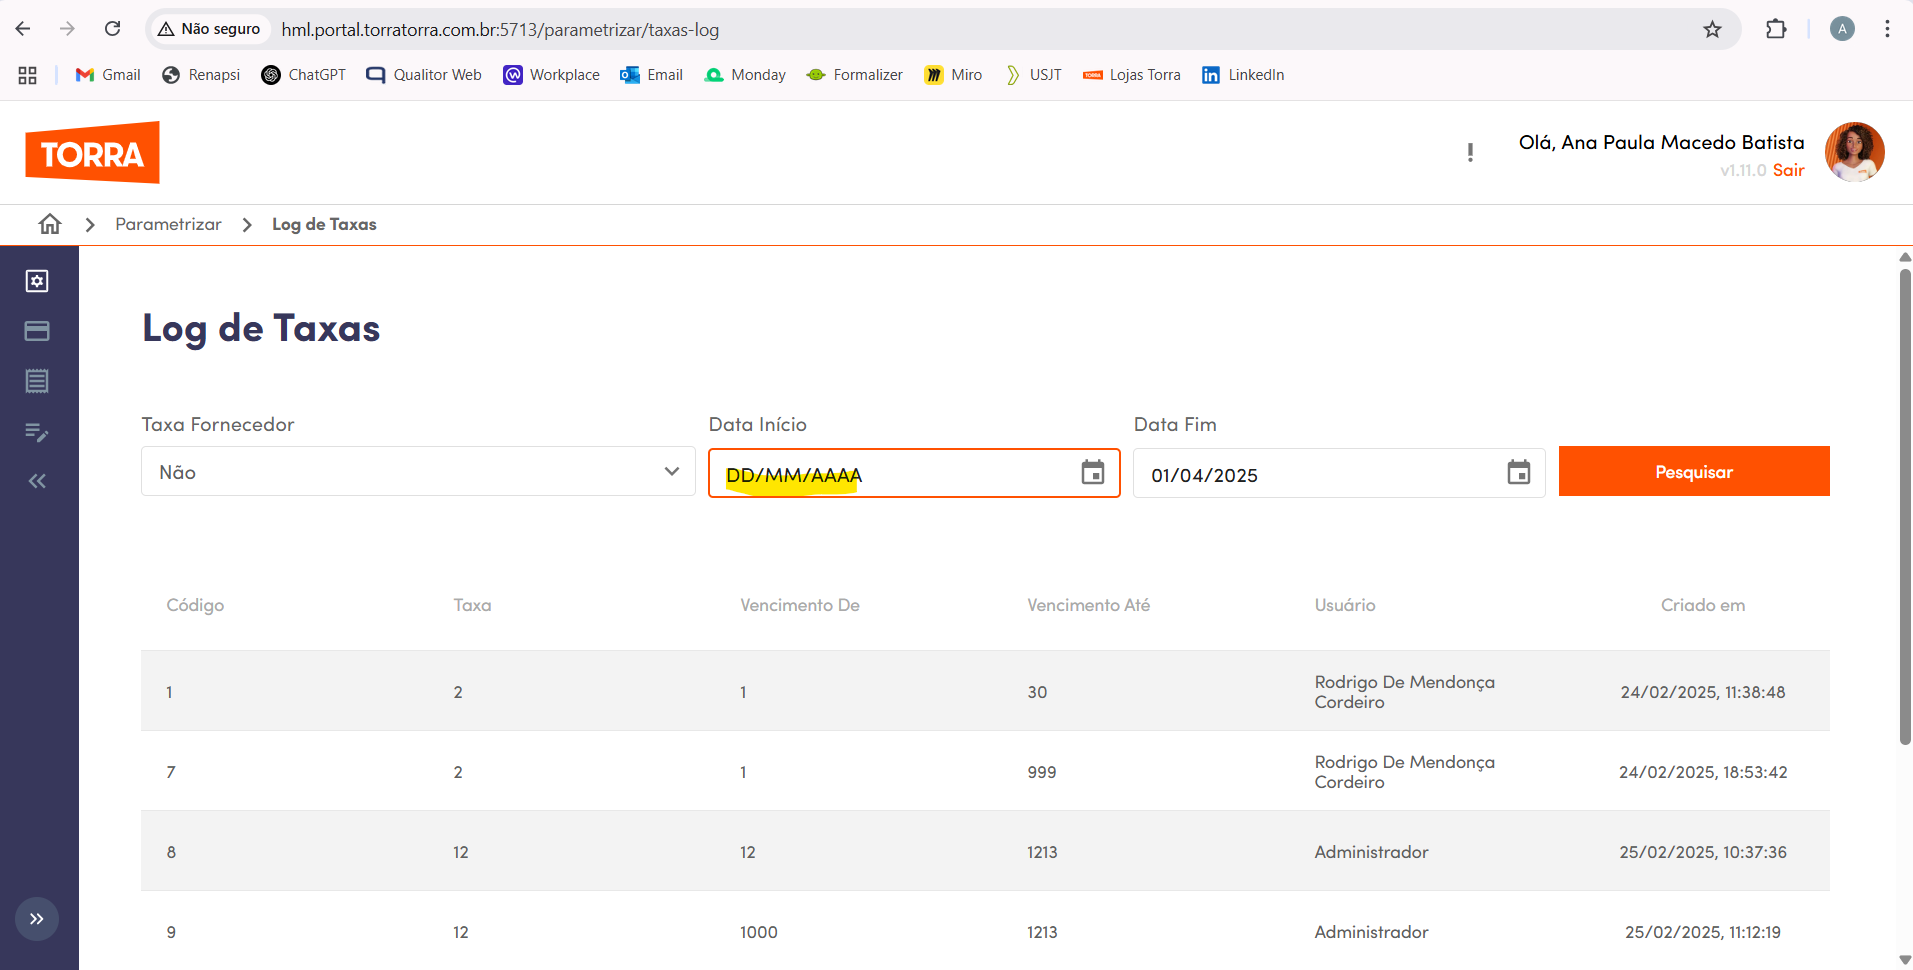 Não seguro hml.portal.torratorra.com.br:5713/parametrizar/taxas-log A
Gmail Renapsi ChatGPT Qualitor Web Workplace Email Monday Formalizer Miro USJT Lojas Torra LinkedIn
TORRA
Olá, Ana Paula Macedo Batista
v1.11.0 Sair
Parametrizar Log de Taxas
Log de Taxas
Taxa Fornecedor Data Início Data Fim
Não DD/MM/AAAA 01/04/2025 Pesquisar
Código Taxa Vencimento De Vencimento Até Usuário Criado em
1 2 1 30 Rodrigo De Mendonça Cordeiro 24/02/2025, 11:38:48
7 2 1 999 Rodrigo De Mendonça Cordeiro 24/02/2025, 18:53:42
8 12 12 1213 Administrador 25/02/2025, 10:37:36
9 12 1000 1213 Administrador 25/02/2025, 11:12:19